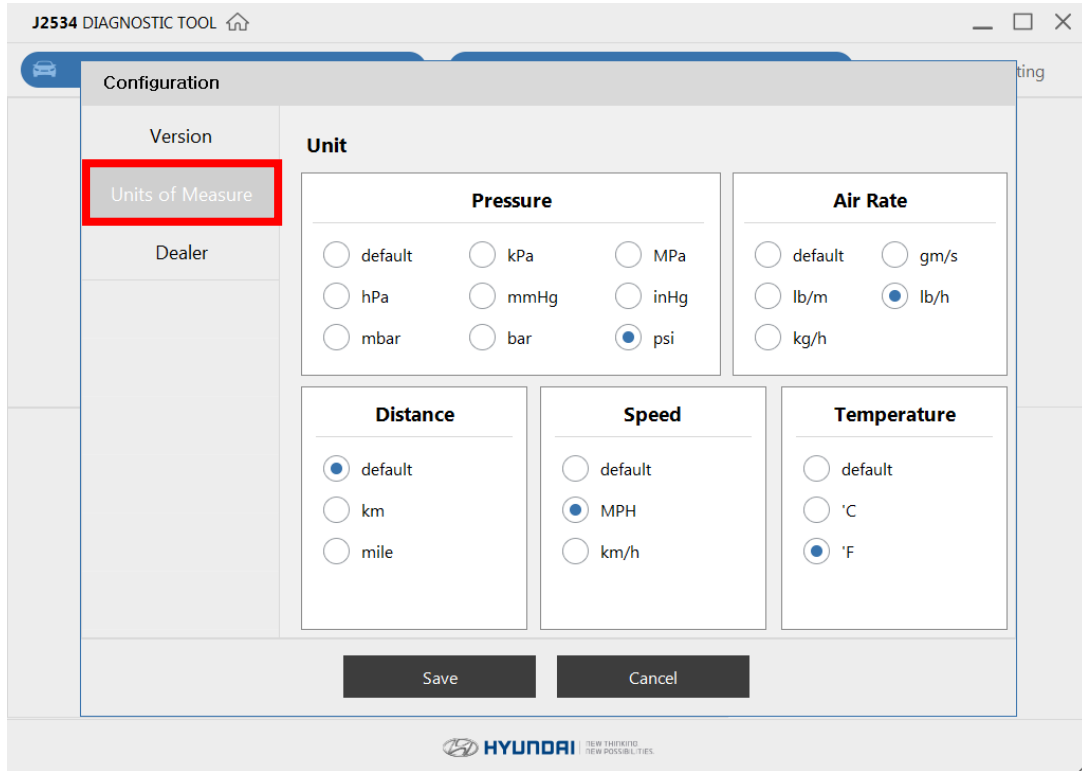 J2534 DIAGNOSTIC TOOL
ting
Configuration
Version
Units of Measure
Dealer
Unit
Pressure
default kPa MPa
hPa mmHg inHg
mbar bar psi
Air Rate
default gm/s
lb/m lb/h
kg/h
Distance
default
km
mile
Speed
default
MPH
km/h
Temperature
default
°C
°F
Save Cancel
HYUNDAI
NEW THINKING
NEW POSSIBILITIES